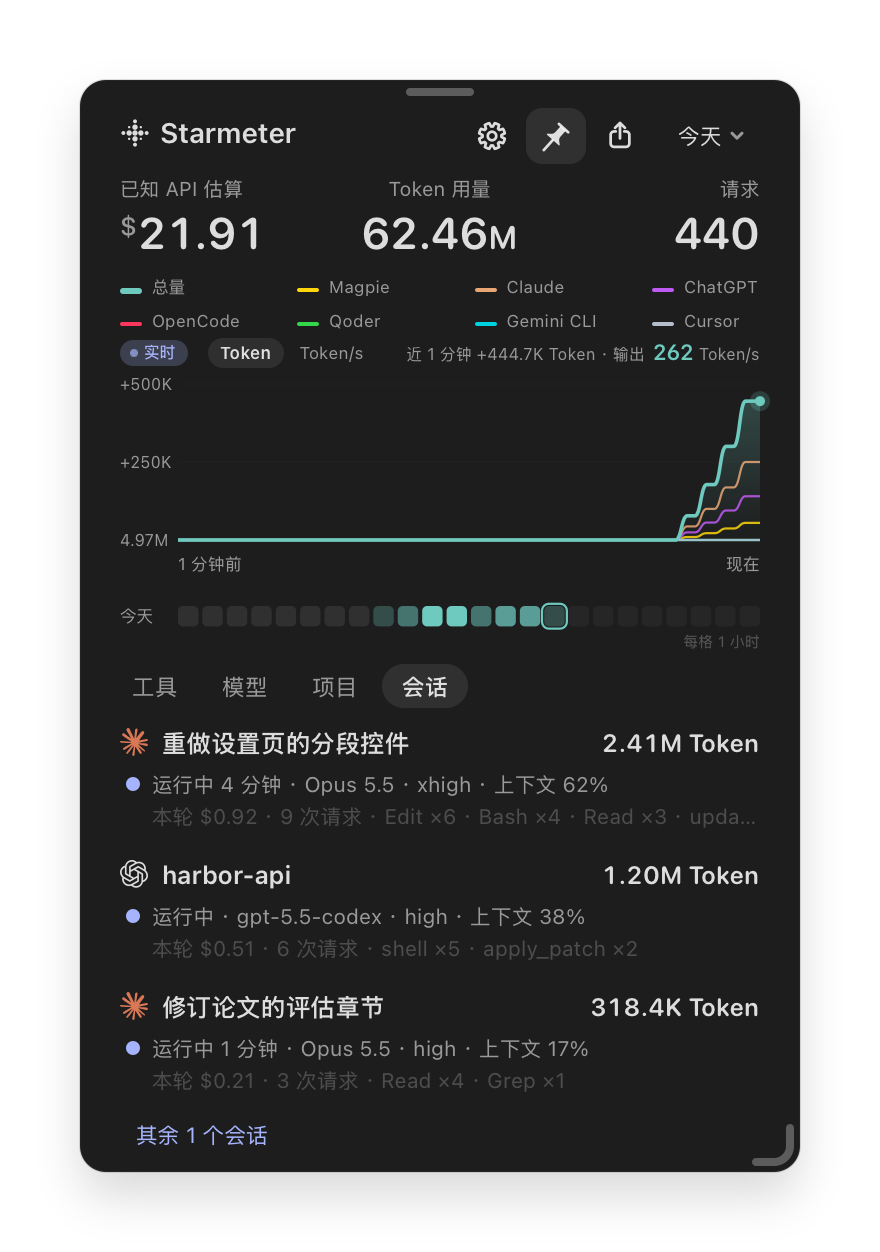 Starmeter
今天
已知 API 估算 Token 用量 请求
$21.91 62.46M 440
总量 Magpie Claude ChatGPT
OpenCode Qoder Gemini CLI Cursor
实时 Token Token/s 近 1 分钟 +444.7K Token · 输出 262 Token/s
+500K
+250K
4.97M
1 分钟前 现在
今天
每格 1 小时
工具 模型 项目 会话
重做设置页的分段控件 2.41M Token
运行中 4 分钟 · Opus 5.5 · xhigh · 上下文 62%
本轮 $0.92 · 9 次请求 · Edit ×6 · Bash ×4 · Read ×3 · upda...
harbor-api 1.20M Token
运行中 · gpt-5.5-codex · high · 上下文 38%
本轮 $0.51 · 6 次请求 · shell ×5 · apply_patch ×2
修订论文的评估章节 318.4K Token
运行中 1 分钟 · Opus 5.5 · high · 上下文 17%
本轮 $0.21 · 3 次请求 · Read ×4 · Grep ×1
其余 1 个会话